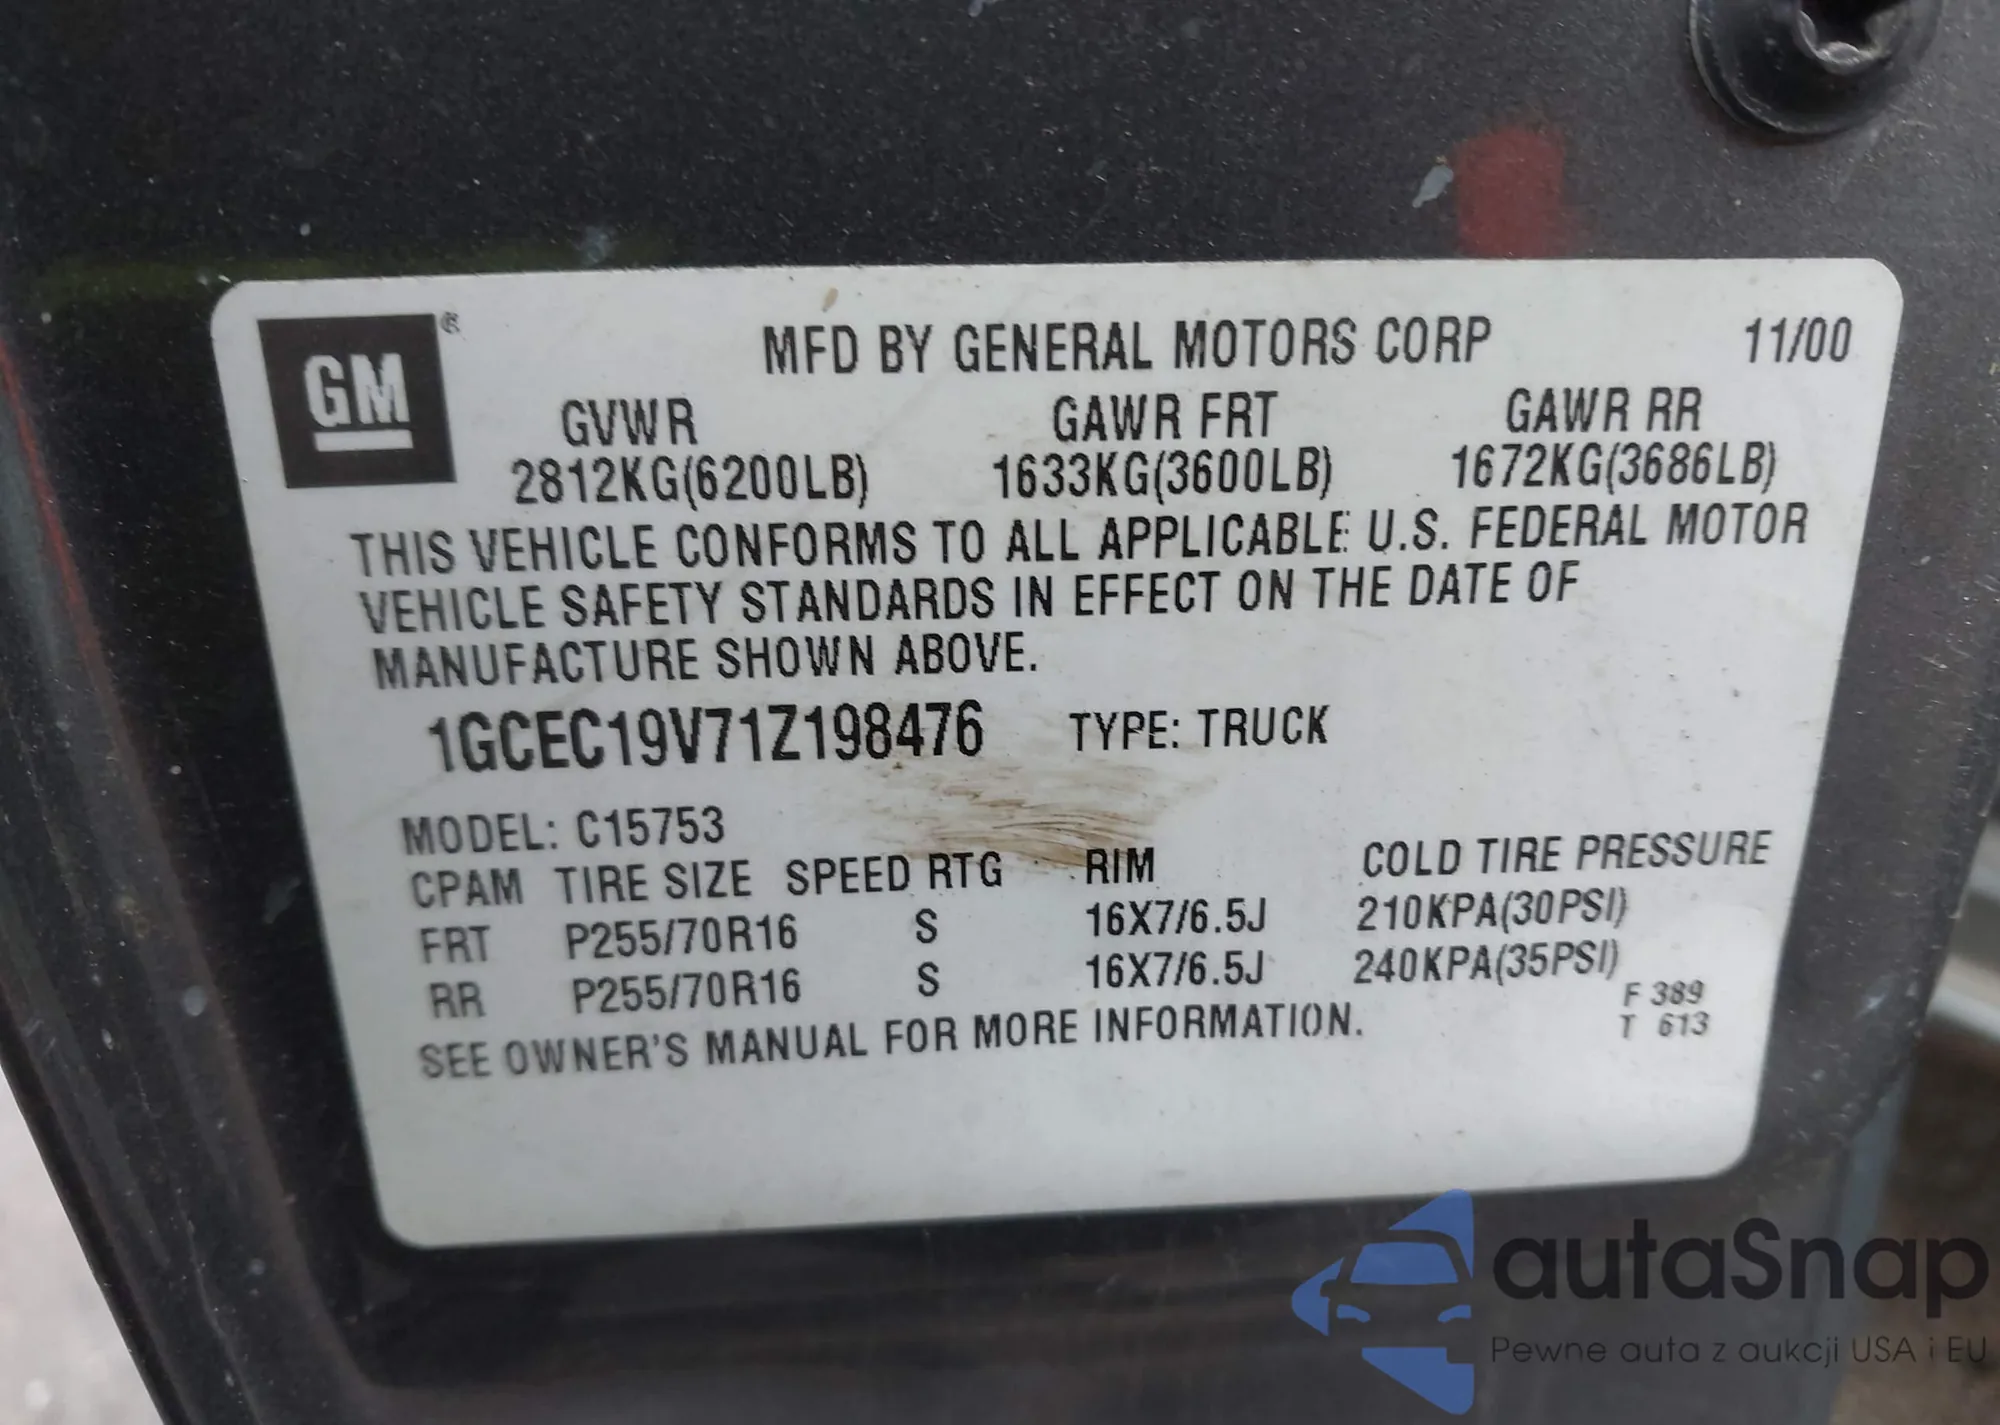 GM ®
MFD BY GENERAL MOTORS CORP 11/00
GVWR GAWR FRT GAWR RR
2812KG(6200LB) 1633KG(3600LB) 1672KG(3686LB)
THIS VEHICLE CONFORMS TO ALL APPLICABLE U.S. FEDERAL MOTOR
VEHICLE SAFETY STANDARDS IN EFFECT ON THE DATE OF
MANUFACTURE SHOWN ABOVE.
1GCEC19V71Z198476 TYPE: TRUCK
MODEL: C15753
CPAM TIRE SIZE SPEED RTG RIM COLD TIRE PRESSURE
FRT P255/70R16 S 16X7/6.5J 210KPA(30PSI)
RR P255/70R16 S 16X7/6.5J 240KPA(35PSI)
F 389
T 613
SEE OWNER'S MANUAL FOR MORE INFORMATION.
autaSnap
Pewne auta z aukcji USA i EU